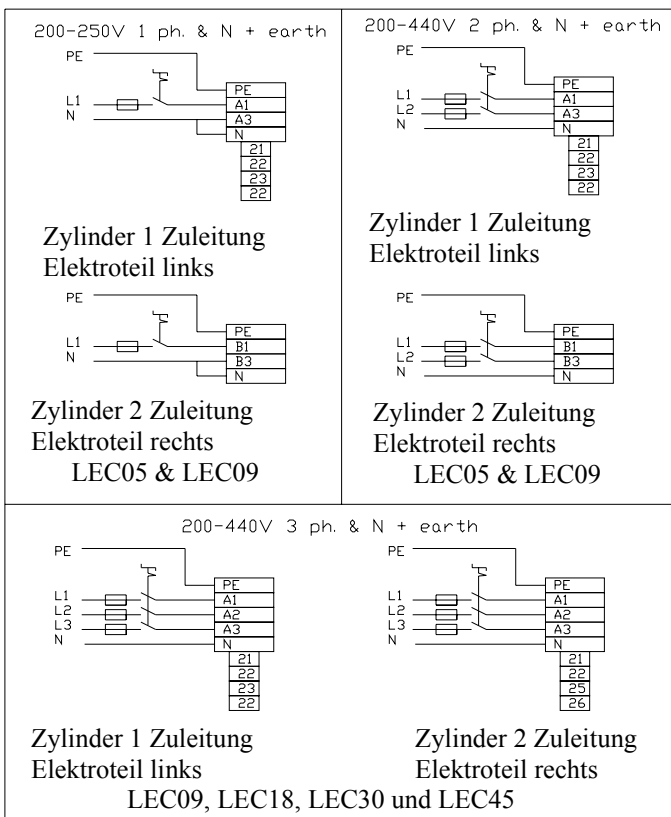 200-250V 1 ph. & N + earth
PE
L1
N
PE
A1
A3
N
21
22
23
22
Zylinder 1 Zuleitung
Elektroteil links
PE
L1
N
PE
B1
B3
N
Zylinder 2 Zuleitung
Elektroteil rechts
LEC05 & LEC09
200-440V 2 ph. & N + earth
PE
L1
L2
N
PE
A1
A3
N
21
22
23
22
Zylinder 1 Zuleitung
Elektroteil links
PE
L1
L2
N
PE
B1
B3
N
Zylinder 2 Zuleitung
Elektroteil rechts
LEC05 & LEC09
200-440V 3 ph. & N + earth
PE
L1
L2
L3
N
PE
A1
A2
A3
N
21
22
23
22
Zylinder 1 Zuleitung
Elektroteil links
PE
L1
L2
L3
N
PE
A1
A2
A3
N
21
22
25
26
Zylinder 2 Zuleitung
Elektroteil rechts
LEC09, LEC18, LEC30 und LEC45